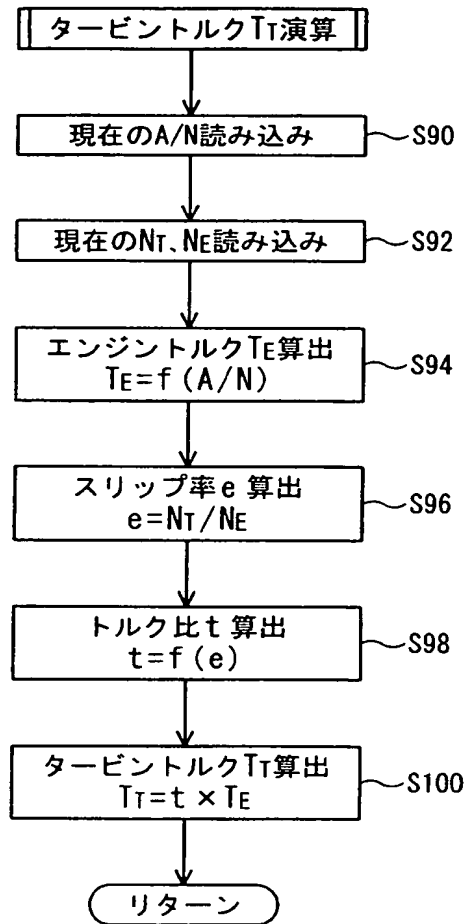 タービントルクTT演算
現在のA/N読み込み
S90
現在のNT、NE読み込み
S92
エンジントルクTE算出
TE=f(A/N)
S94
スリップ率e算出
e=NT/NE
S96
トルク比t算出
t=f(e)
S98
タービントルクTT算出
TT=t×TE
S100
リターン